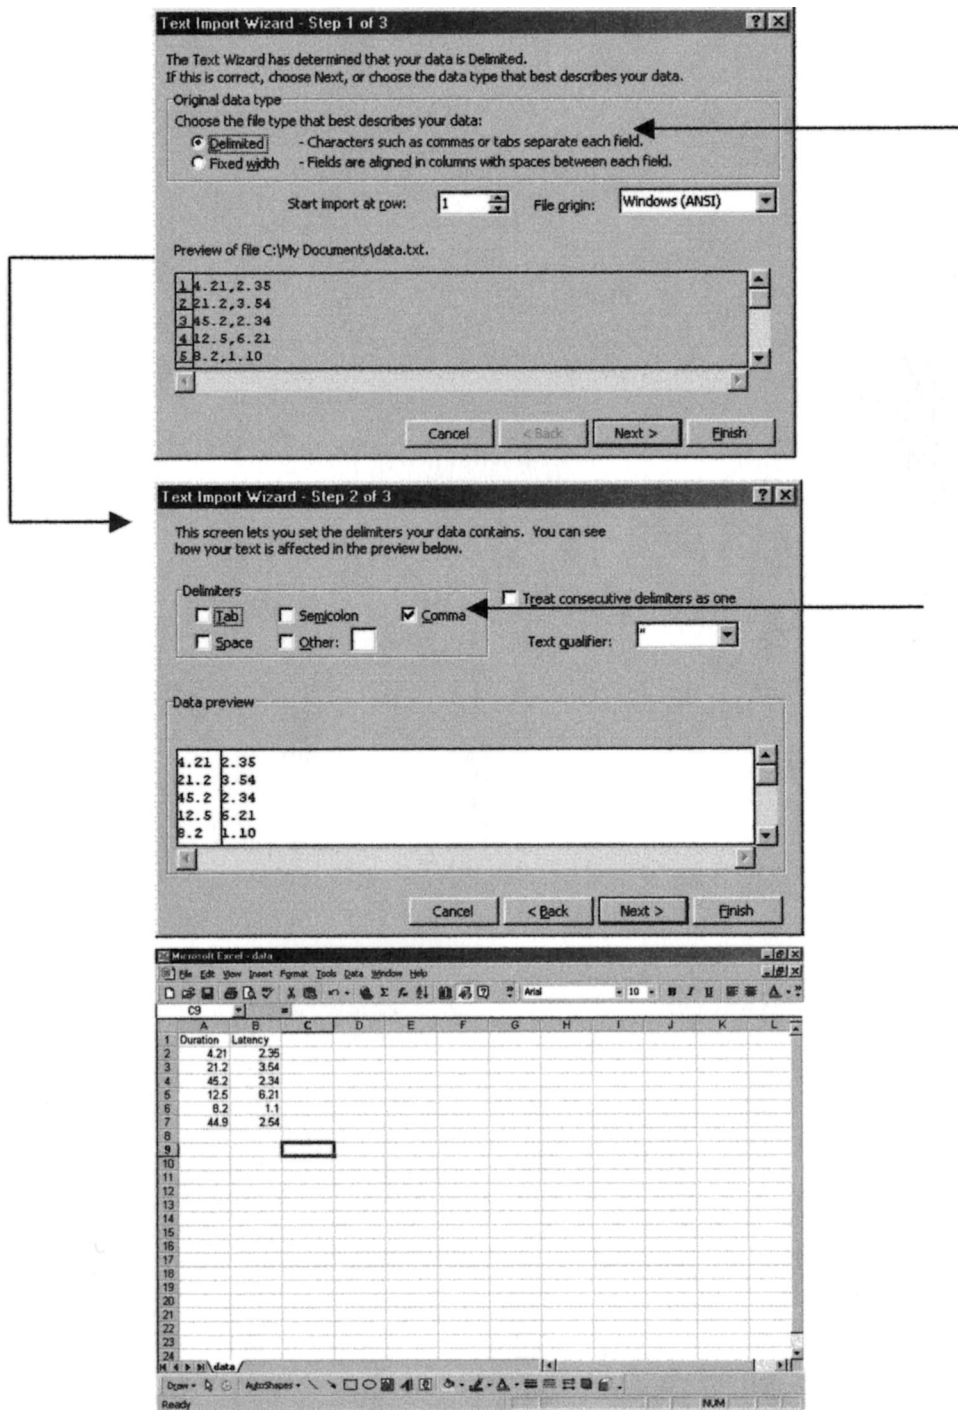 Text Import Wizard - Step 1 of 3
The Text Wizard has determined that your data is Delimited.
If this is correct, choose Next, or choose the data type that best describes your data.
Original data type
Choose the file type that best describes your data:
Delimited - Characters such as commas or tabs separate each field.
Fixed width - Fields are aligned in columns with spaces between each field.
Start import at row: 1 File origin: Windows (ANSI)
Preview of file C:\My Documents\data.txt.
1 4.21,2.35
2 21.2,3.54
3 45.2,2.34
4 12.5,6.21
5 8.2,1.10
Cancel < Back Next > Finish
Text Import Wizard - Step 2 of 3
This screen lets you set the delimiters your data contains. You can see
how your text is affected in the preview below.
Delimiters
Treat consecutive delimiters as one
Tab Semicolon Comma
Space Other: Text qualifier: "
Data preview
4.21 2.35
21.2 3.54
45.2 2.34
12.5 6.21
8.2 1.10
Cancel < Back Next > Finish
Microsoft Excel - data
File Edit View Insert Format Tools Data Window Help
Arial 10 B I U
C9 =
A B C D E F G H I J K L
1 Duration Latency
2 4.21 2.35
3 21.2 3.54
4 45.2 2.34
5 12.5 6.21
6 8.2 1.1
7 44.9 2.54
8
9
10
11
12
13
14
15
16
17
18
19
20
21
22
23
24
data
Draw AutoShapes
Ready NUM